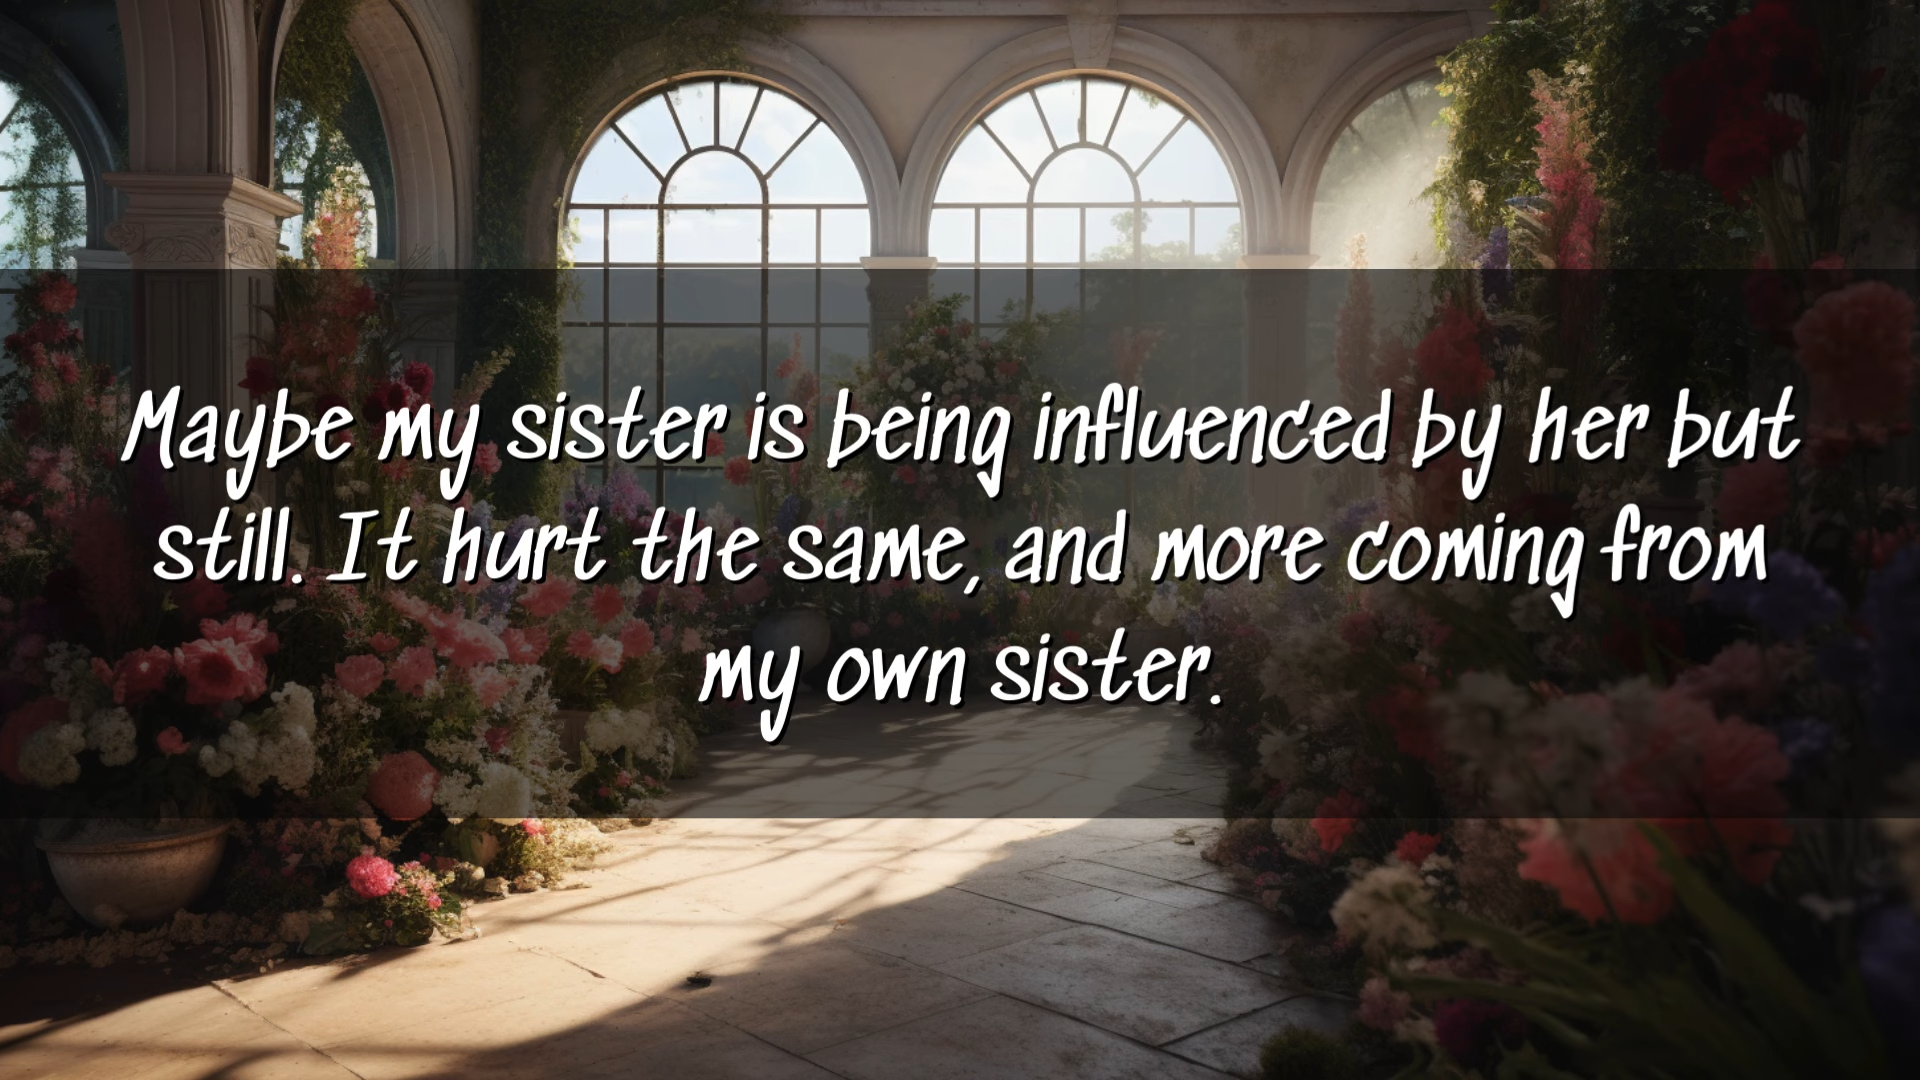 Maybe my sister is being influenced by her but
still. It hurt the same, and more coming from
my own sister.